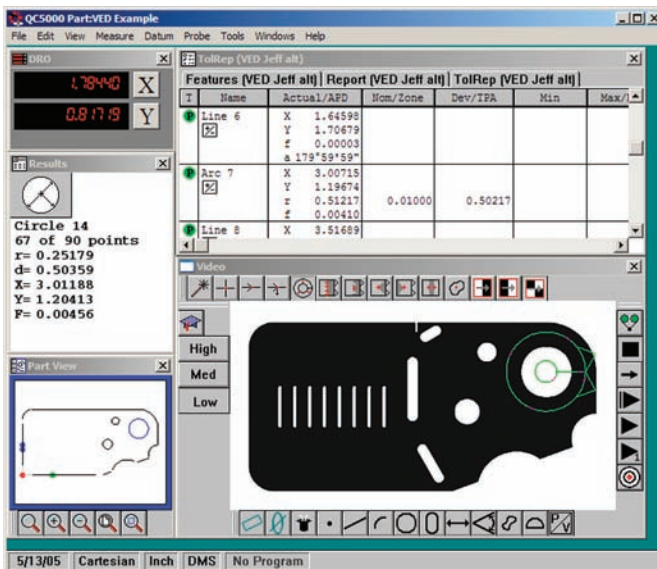 QC5000 Part:VED Example
File Edit View Measure Datum Probe Tools Windows Help
DRO
1.78440 X
0.81719 Y
Results
Circle 14
67 of 90 points
r= 0.25179
d= 0.50359
X= 3.01188
Y= 1.20413
F= 0.00456
Part View
TolRep (VED Jeff alt)
Features (VED Jeff alt) Report (VED Jeff alt) TolRep (VED Jeff alt)
T Name Actual/APD Nom/Zone Dev/TPA Min
P Line 6 X 1.64598
Y 1.70679
f 0.00003
a 179°59'59"
P Arc 7 X 3.00715
Y 1.19674
r 0.51217 0.01000 0.50217
f 0.00410
P Line 8 X 3.51689
Video
High
Med
Low
1
P/V
5/13/05 Cartesian Inch DMS No Program